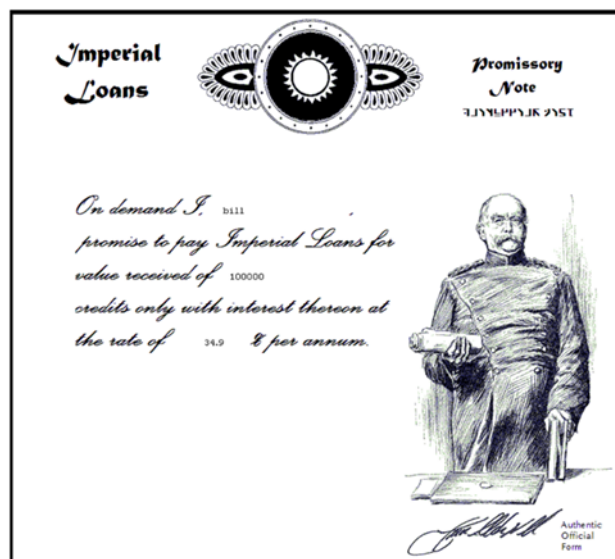 Imperial
Loans
Promissory
Note
On demand I, bill ,
promise to pay Imperial Loans for
value received of 100000
credits only with interest thereon at
the rate of 34.9 % per annum.
Authentic
Official
Form